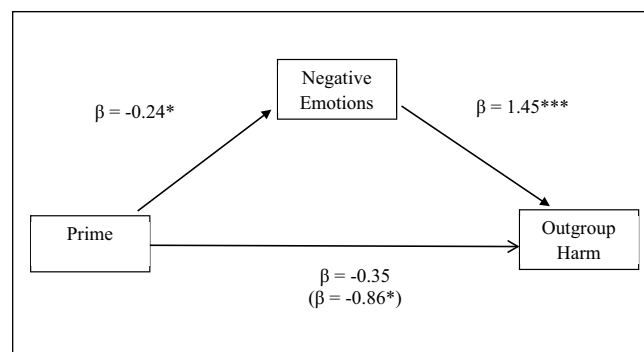 Negative
Emotions
β = -0.24*
β = 1.45***
Prime
Outgroup
Harm
β = -0.35
(β = -0.86*)